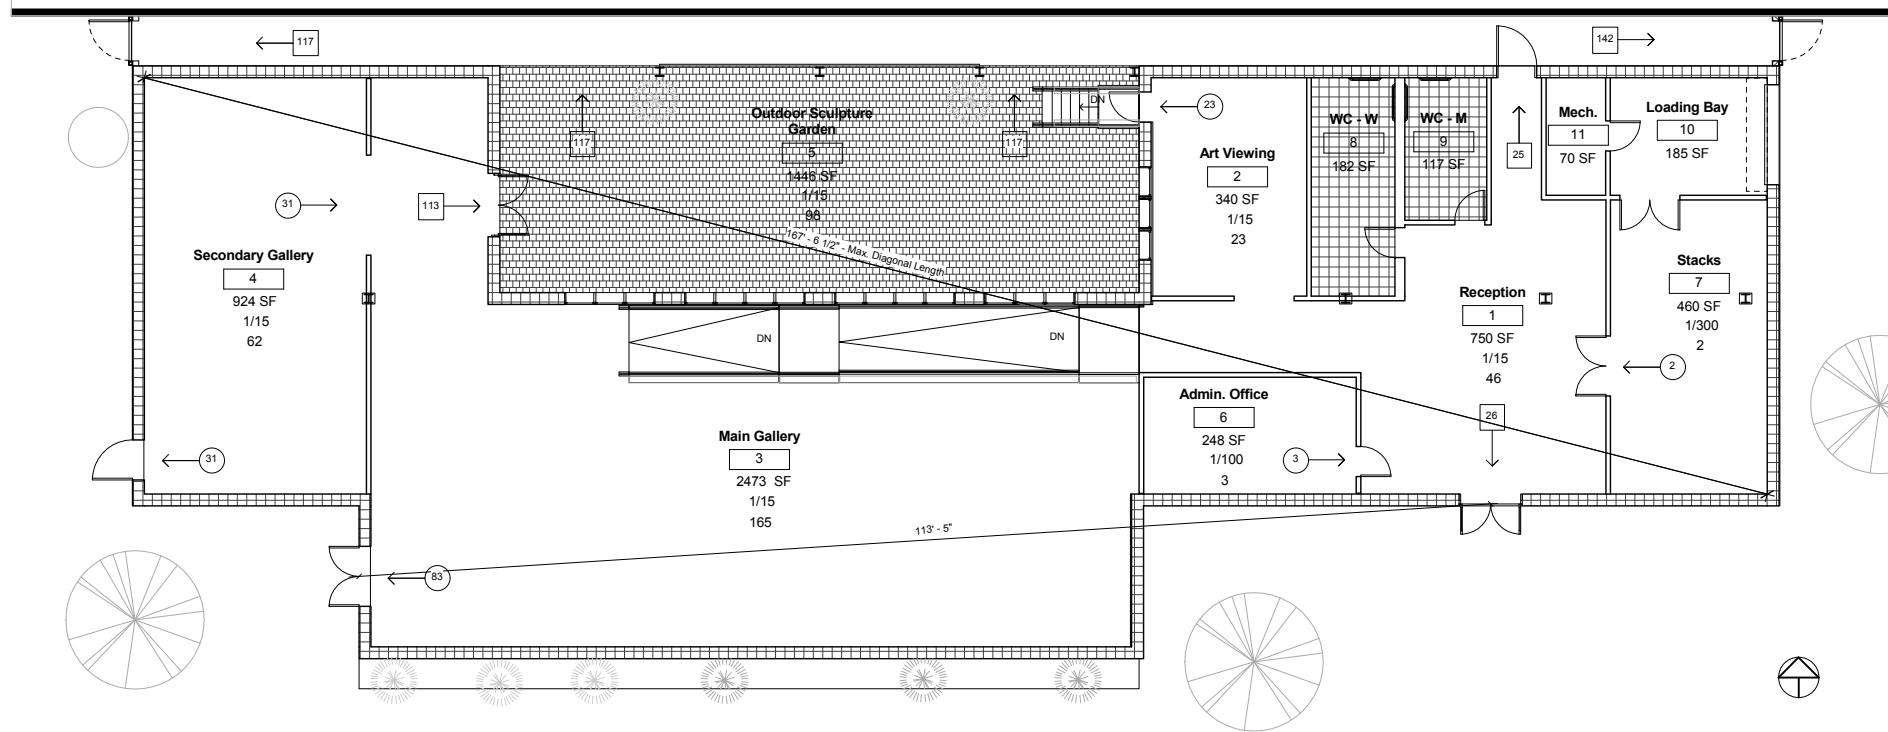 117
142
Outdoor Sculpture
Garden
5
1446 SF
1/15
98
117
117
DN
23
Art Viewing
2
340 SF
1/15
23
WC - W
8
182 SF
WC - M
9
117 SF
25
Mech.
11
70 SF
Loading Bay
10
185 SF
31
113
Secondary Gallery
4
924 SF
1/15
62
167' - 6 1/2" - Max. Diagonal Length
Stacks
7
460 SF
1/300
2
Reception
1
750 SF
1/15
46
DN
DN
2
Admin. Office
6
248 SF
1/100
3
3
26
31
Main Gallery
3
2473 SF
1/15
165
113' - 5"
83